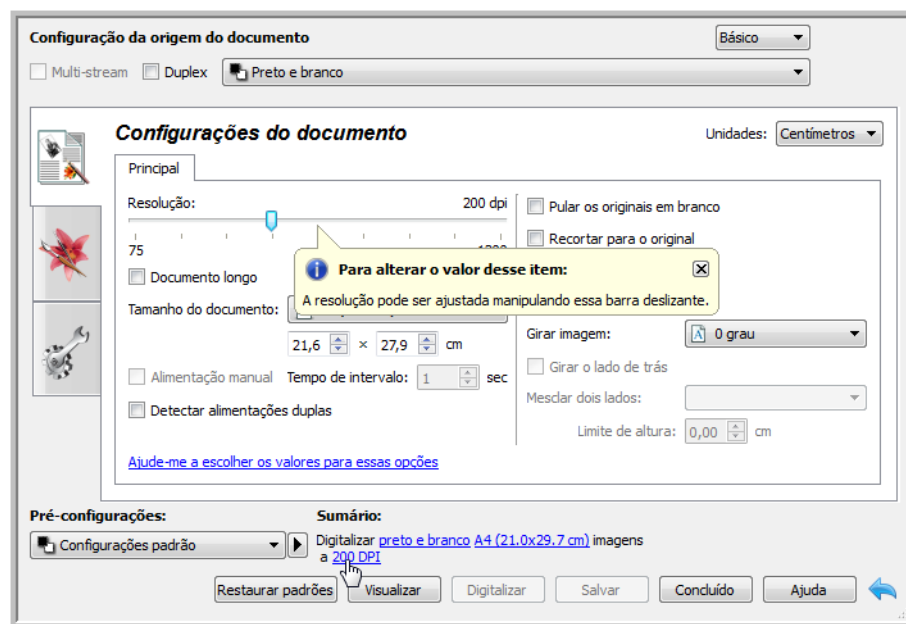 Configuração da origem do documento
Básico
Multi-stream
Duplex
Preto e branco
Configurações do documento
Unidades:
Centímetros
Principal
Resolução:
200 dpi
75
Pular os originais em branco
Recortar para o original
Para alterar o valor desse item:
A resolução pode ser ajustada manipulando essa barra deslizante.
Documento longo
Tamanho do documento:
21,6 × 27,9 cm
Girar imagem:
0 grau
Girar o lado de trás
Alimentação manual
Tempo de intervalo: 1 sec
Mesclar dois lados:
Detectar alimentações duplas
Limite de altura: 0,00 cm
Ajude-me a escolher os valores para essas opções
Pré-configurações:
Sumário:
Configurações padrão
Digitalizar preto e branco A4 (21.0x29.7 cm) imagens
a 200 DPI
Restaurar padrões
Visualizar
Digitalizar
Salvar
Concluído
Ajuda